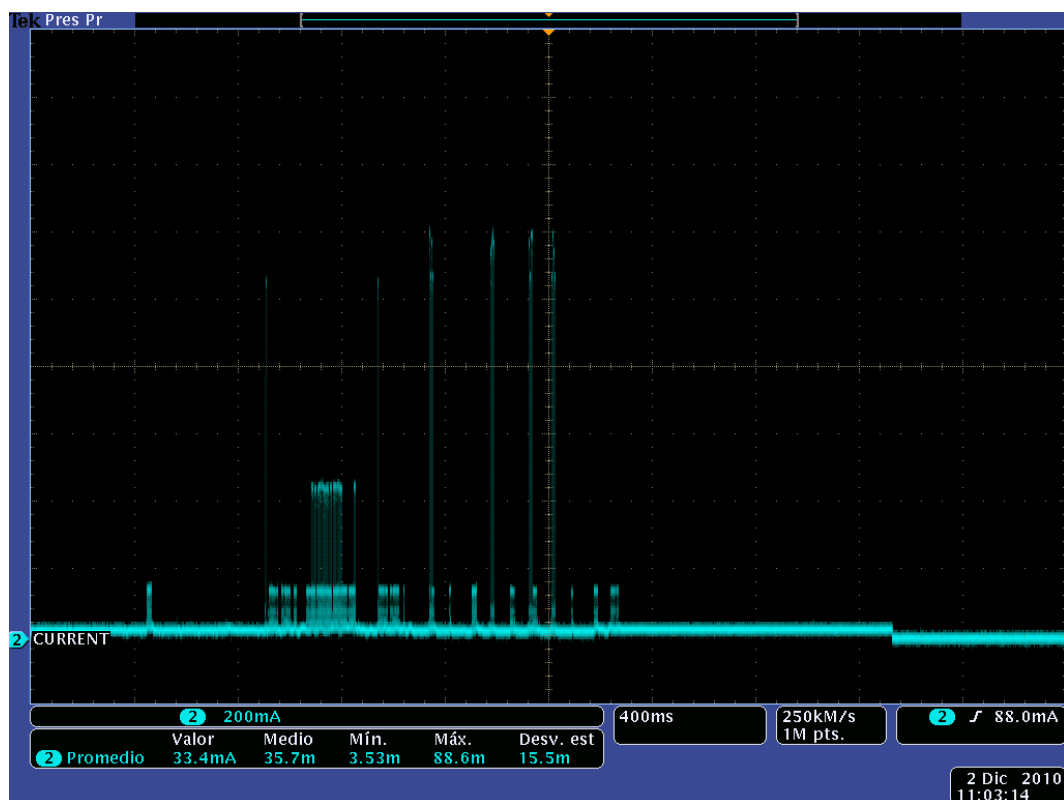 Tek Pres Pr
2 CURRENT
2 200mA
400ms
250kM/s
1M pts.
2 88.0mA
Valor Medio Mín. Máx. Desv. est
2 Promedio 33.4mA 35.7m 3.53m 88.6m 15.5m
2 Dic 2010
11:03:14